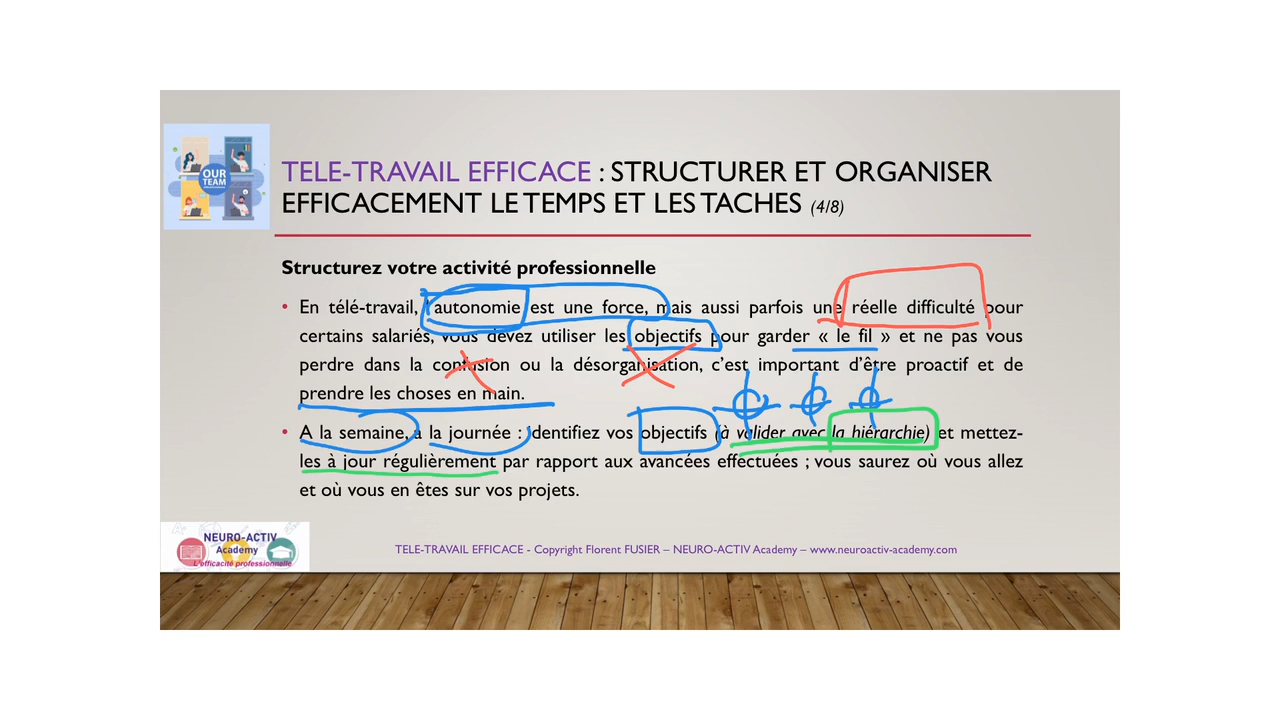 OUR
TEAM
TELE-TRAVAIL EFFICACE : STRUCTURER ET ORGANISER
EFFICACEMENT LE TEMPS ET LES TACHES (4/8)
Structurez votre activité professionnelle
• En télé-travail, l'autonomie est une force, mais aussi parfois une réelle difficulté pour
certains salariés, vous devez utiliser les objectifs pour garder « le fil » et ne pas vous
perdre dans la confusion ou la désorganisation, c'est important d'être proactif et de
prendre les choses en main.
• A la semaine, à la journée : identifiez vos objectifs (à valider avec la hiérarchie) et mettez-
les à jour régulièrement par rapport aux avancées effectuées ; vous saurez où vous allez
et où vous en êtes sur vos projets.
NEURO-ACTIV
Academy
L'efficacité professionnelle
TELE-TRAVAIL EFFICACE - Copyright Florent FUSIER – NEURO-ACTIV Academy – www.neuroactiv-academy.com